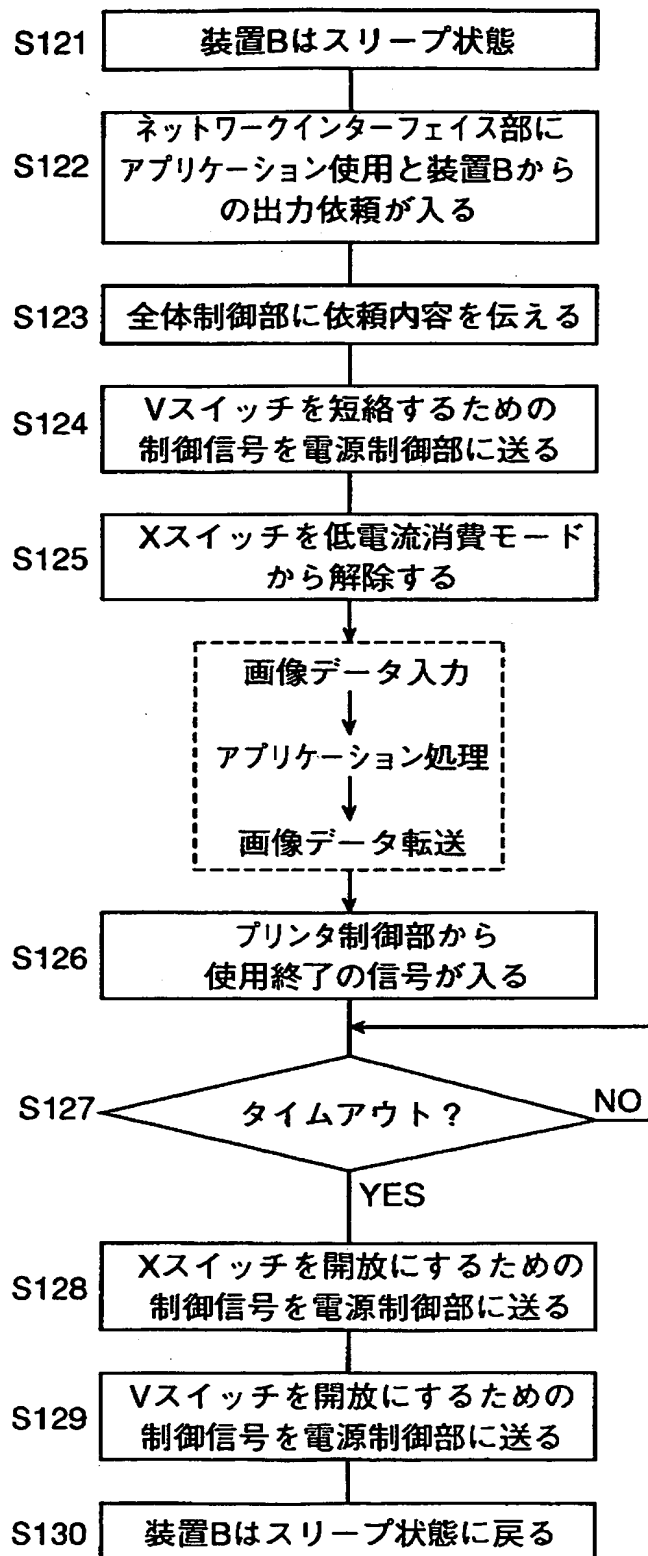 S121 装置Bはスリープ状態
S122
ネットワークインターフェイス部に
アプリケーション使用と装置Bから
の出力依頼が入る
S123 全体制御部に依頼内容を伝える
S124
Vスイッチを短絡するための
制御信号を電源制御部に送る
S125
Xスイッチを低電流消費モード
から解除する
画像データ入力
アプリケーション処理
画像データ転送
S126
プリンタ制御部から
使用終了の信号が入る
S127 タイムアウト? NO
YES
S128
Xスイッチを開放にするための
制御信号を電源制御部に送る
S129
Vスイッチを開放にするための
制御信号を電源制御部に送る
S130 装置Bはスリープ状態に戻る